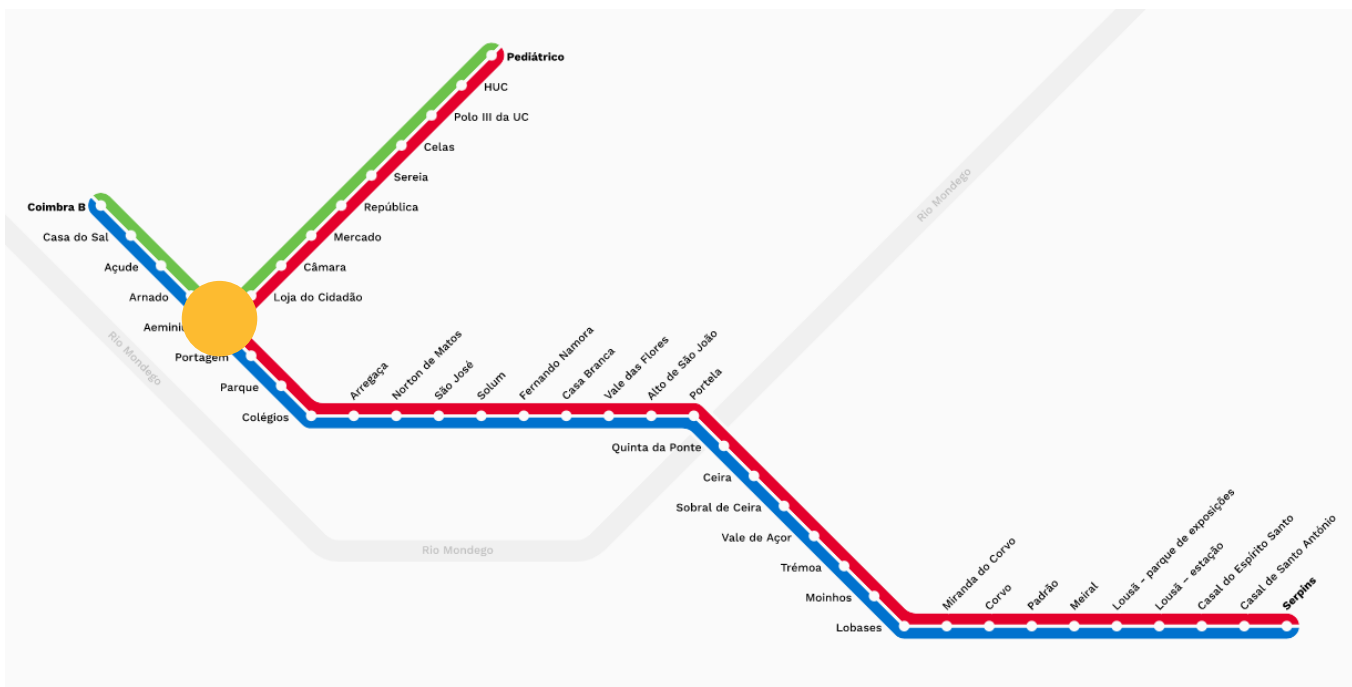 Pediátrico
HUC
Polo III da UC
Celas
Sereia
República
Mercado
Câmara
Loja do Cidadão
Coimbra B
Casa do Sal
Açude
Arnado
Portagem
Parque
Colégios
Arregaça
Norton de Matos
São José
Solum
Fernando Namora
Casa Branca
Vale das Flores
Alto de São João
Portela
Quinta da Ponte
Ceira
Sobral de Ceira
Vale de Açor
Trémoa
Moinhos
Lobases
Miranda do Corvo
Corvo
Padrão
Meiral
Lousã - parque de exposições
Lousã – estação
Casal do Espírito Santo
Casal de Santo António
Serpins
Rio Mondego
Rio Mondego
Rio Mondego